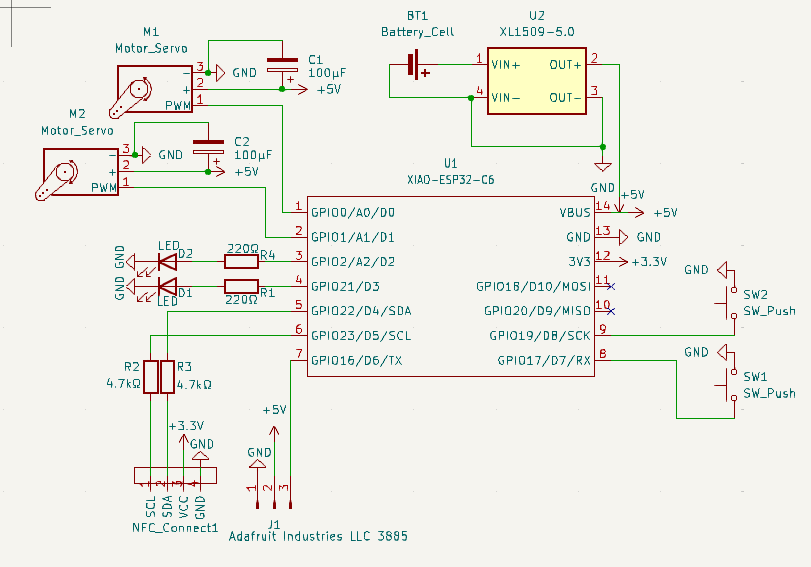 M1
Motor_Servo
−
+
PWM
3
2
1
GND
C1
100µF
+
+5V
M2
Motor_Servo
−
+
PWM
3
2
1
GND
C2
100µF
+
+5V
BT1
Battery_Cell
+
U2
XL1509-5.0
1 VIN+ OUT+ 2
4 VIN- OUT- 3
GND
+5V
U1
XIAO-ESP32-C6
1 GPIO0/A0/D0 VBUS 14 +5V
2 GPIO1/A1/D1 GND 13 GND
3 GPIO2/A2/D2 3V3 12 +3.3V
4 GPIO21/D3 GPIO18/D10/MOSI 11
5 GPIO22/D4/SDA GPIO20/D9/MISO 10
6 GPIO23/D5/SCL GPIO19/D8/SCK 9
7 GPIO16/D6/TX GPIO17/D7/RX 8
GND
LED
D2
220Ω
R4
GND
LED
D1
220Ω
R1
GND
SW2
SW_Push
GND
SW1
SW_Push
R2
4.7kΩ
R3
4.7kΩ
+3.3V
GND
1 2 3 4
SCL
SDA
VCC
GND
NFC_Connect1
+5V
GND
1 2 3
J1
Adafruit Industries LLC 3885